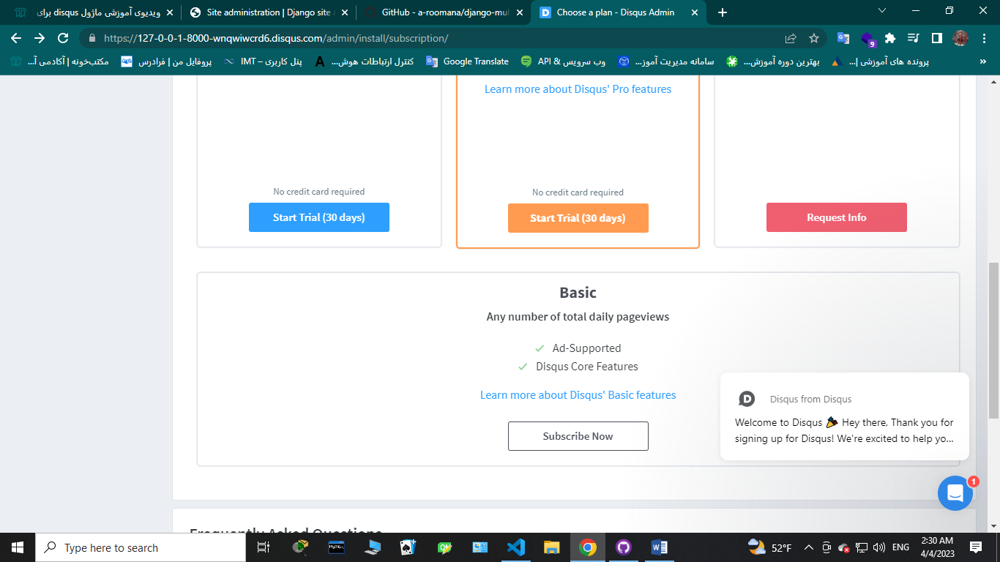 ویدیوی آموزشی ماژول disqus برای
Site administration | Django site a
GitHub - a-roomana/django-mul
Choose a plan - Disqus Admin
https://127-0-0-1-8000-wnqwiwcrd6.disqus.com/admin/install/subscription/
9
مکتب‌خونه | آکادمی آ...
پروفایل من | فرادرس
پنل کاربری – IMT
کنترل ارتباطات هوش...
Google Translate
وب سرویس & API
سامانه مدیریت آموز...
بهترین دوره آموزش...
پرونده های آموزشی |...
»
Learn more about Disqus' Pro features
No credit card required
No credit card required
Start Trial (30 days)
Start Trial (30 days)
Request Info
Basic
Any number of total daily pageviews
Ad-Supported
Disqus Core Features
Learn more about Disqus' Basic features
Subscribe Now
Disqus from Disqus
Welcome to Disqus 🎉 Hey there, Thank you for
signing up for Disqus! We're excited to help yo...
1
Frequently Asked Questions
Type here to search
MySQL
52°F
ENG
2:30 AM
4/4/2023